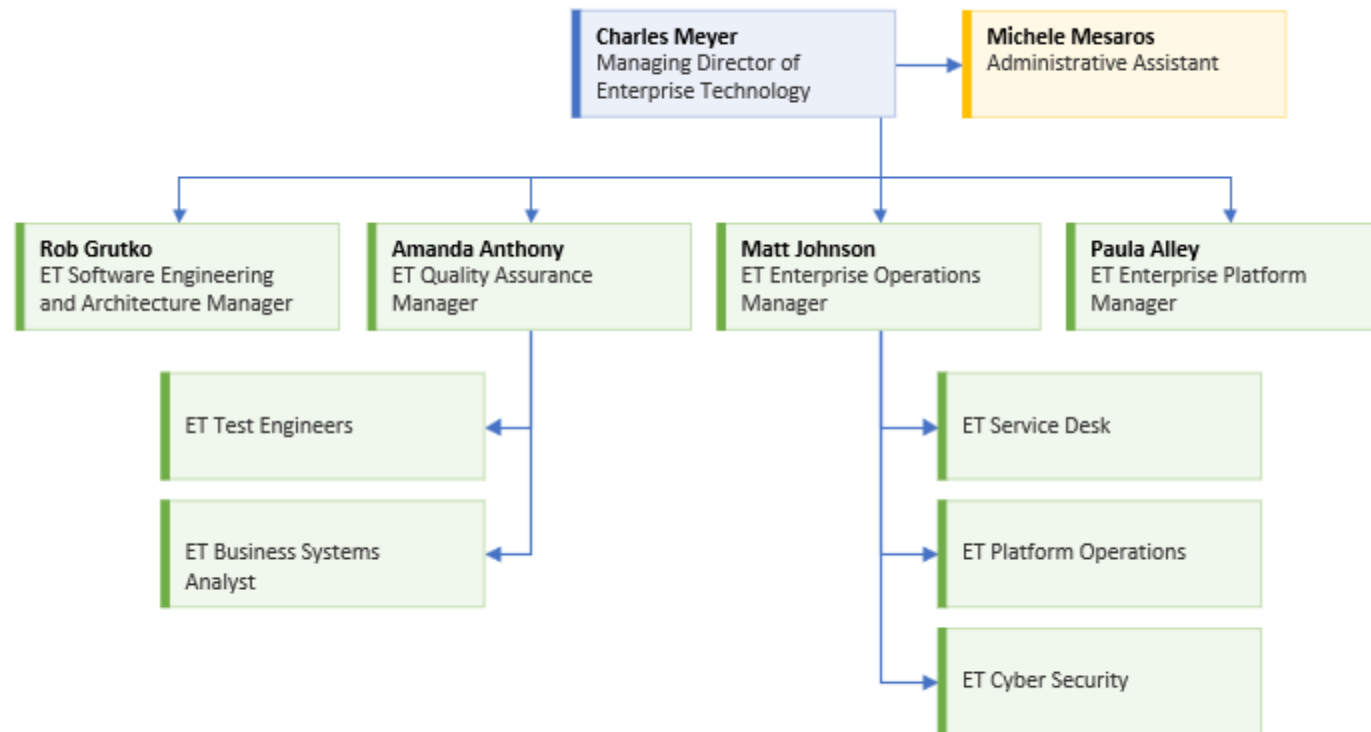 Charles Meyer
Managing Director of
Enterprise Technology
Michele Mesaros
Administrative Assistant
Rob Grutko
ET Software Engineering
and Architecture Manager
Amanda Anthony
ET Quality Assurance
Manager
Matt Johnson
ET Enterprise Operations
Manager
Paula Alley
ET Enterprise Platform
Manager
ET Test Engineers
ET Business Systems
Analyst
ET Service Desk
ET Platform Operations
ET Cyber Security